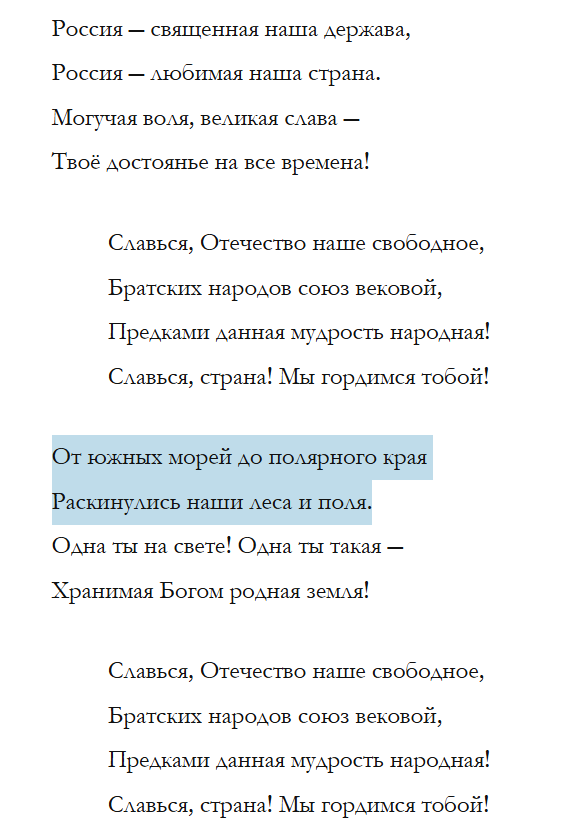 Россия — священная наша держава,
Россия — любимая наша страна.
Могучая воля, великая слава —
Твоё достоянье на все времена!
Славься, Отечество наше свободное,
Братских народов союз вековой,
Предками данная мудрость народная!
Славься, страна! Мы гордимся тобой!
От южных морей до полярного края
Раскинулись наши леса и поля.
Одна ты на свете! Одна ты такая —
Хранимая Богом родная земля!
Славься, Отечество наше свободное,
Братских народов союз вековой,
Предками данная мудрость народная!
Славься, страна! Мы гордимся тобой!